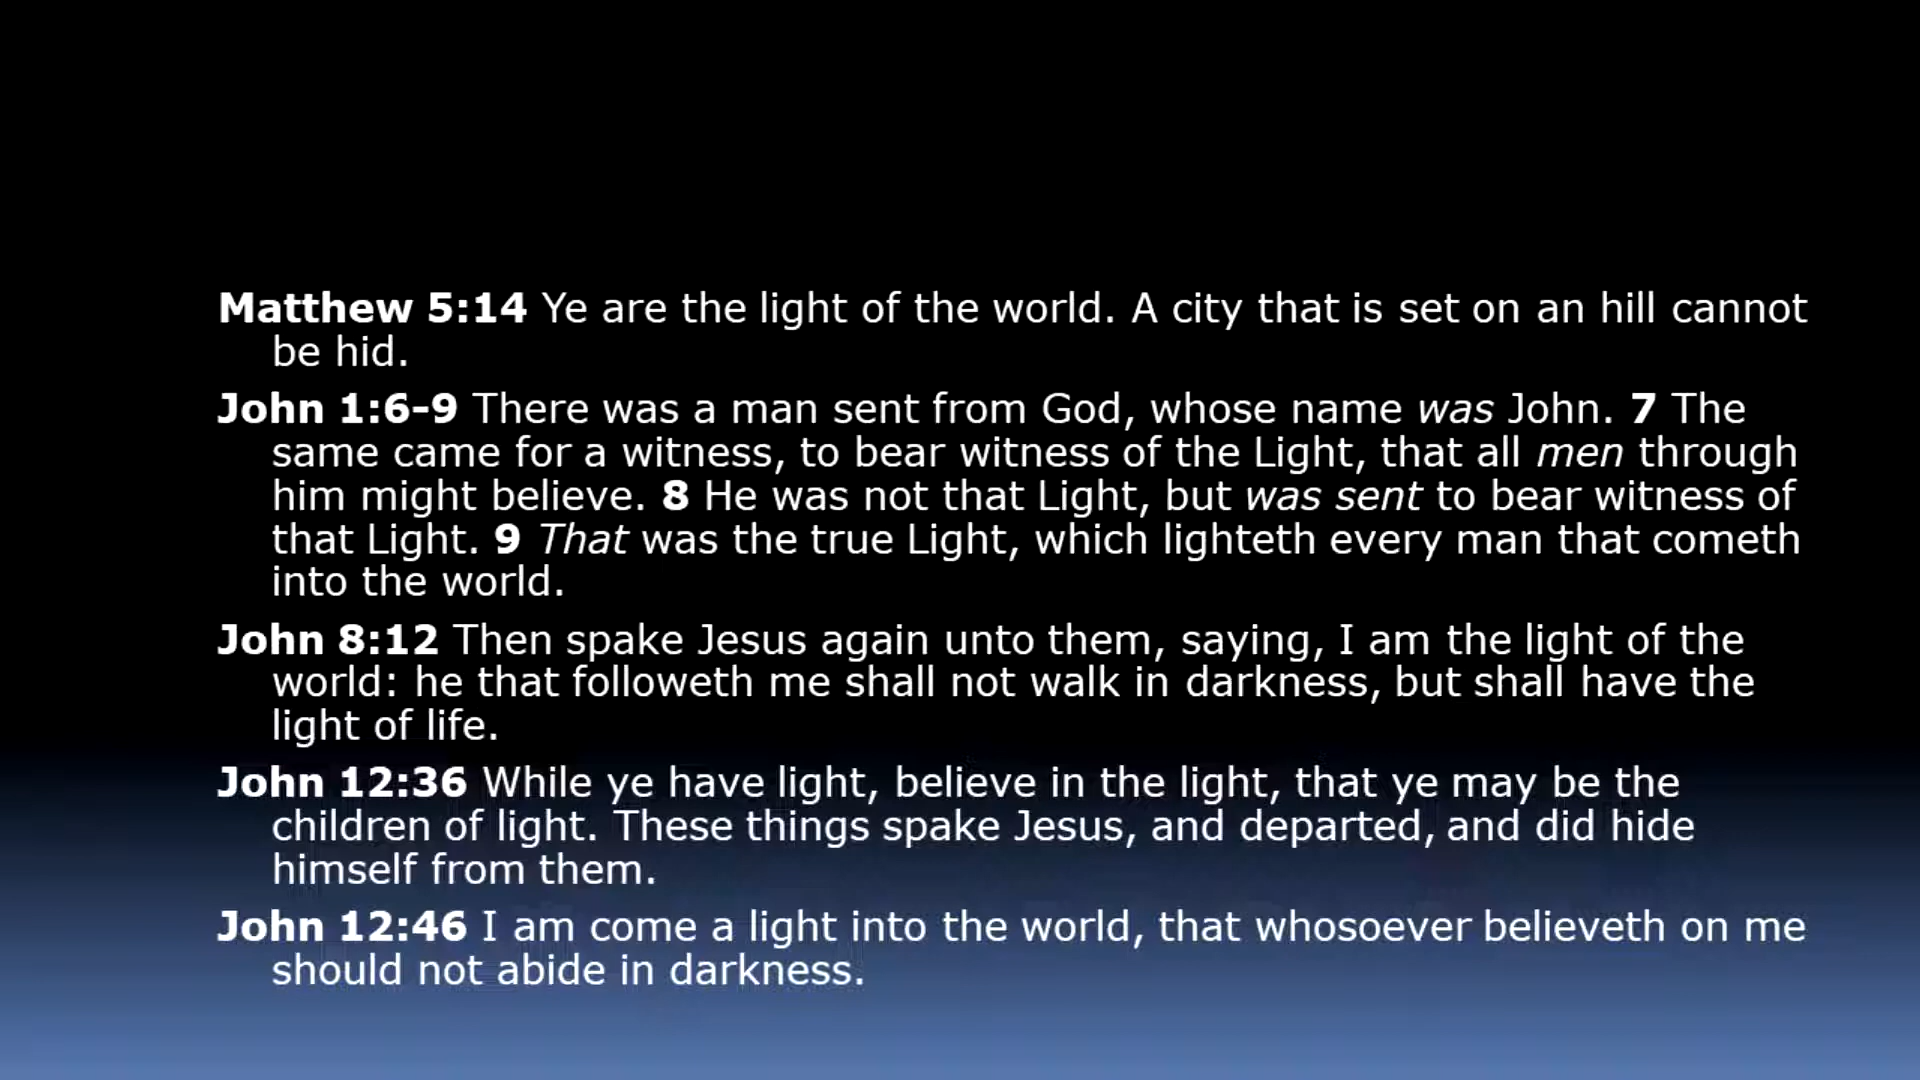 Matthew 5:14 Ye are the light of the world. A city that is set on an hill cannot
be hid.
John 1:6-9 There was a man sent from God, whose name was John. 7 The
same came for a witness, to bear witness of the Light, that all men through
him might believe. 8 He was not that Light, but was sent to bear witness of
that Light. 9 That was the true Light, which lighteth every man that cometh
into the world.
John 8:12 Then spake Jesus again unto them, saying, I am the light of the
world: he that followeth me shall not walk in darkness, but shall have the
light of life.
John 12:36 While ye have light, believe in the light, that ye may be the
children of light. These things spake Jesus, and departed, and did hide
himself from them.
John 12:46 I am come a light into the world, that whosoever believeth on me
should not abide in darkness.